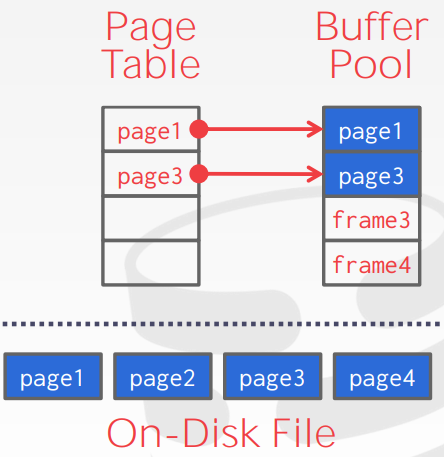 Page
Table
Buffer
Pool
page1
page1
page3
page3
frame3
frame4
page1 page2 page3 page4
On-Disk File